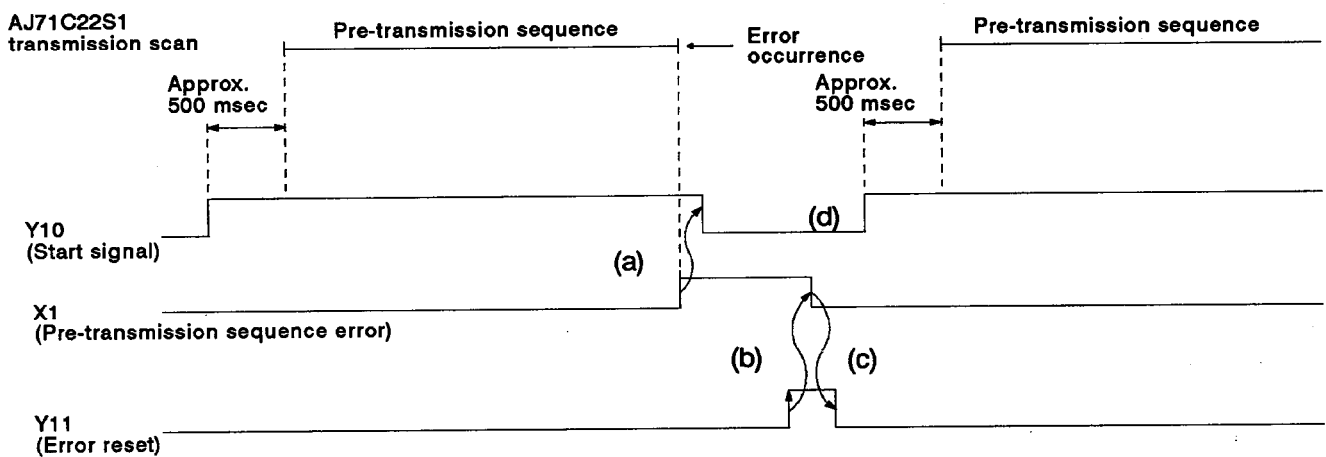 AJ71C22S1
transmission scan
Pre-transmission sequence
Error
occurrence
Pre-transmission sequence
Approx.
500 msec
Approx.
500 msec
Y10
(Start signal)
(d)
(a)
X1
(Pre-transmission sequence error)
(b)
(c)
Y11
(Error reset)